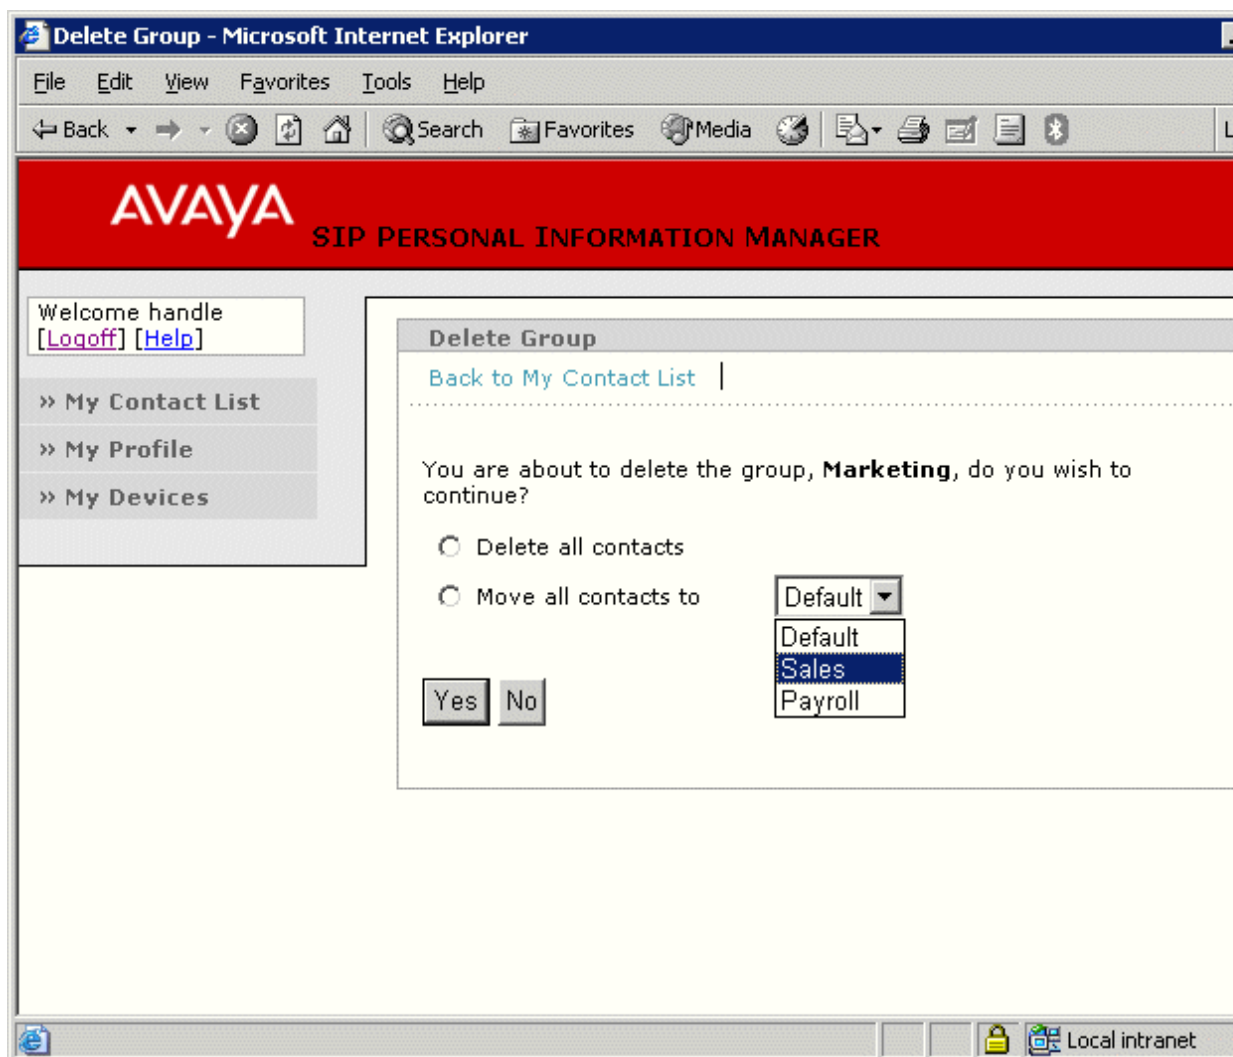 Delete Group - Microsoft Internet Explorer
File Edit View Favorites Tools Help
Back Search Favorites Media
AVAYA
SIP PERSONAL INFORMATION MANAGER
Welcome handle
[Logoff] [Help]
» My Contact List
» My Profile
» My Devices
Delete Group
Back to My Contact List |
You are about to delete the group, Marketing, do you wish to
continue?
Delete all contacts
Move all contacts to Default
Default
Sales
Payroll
Yes No
Local intranet